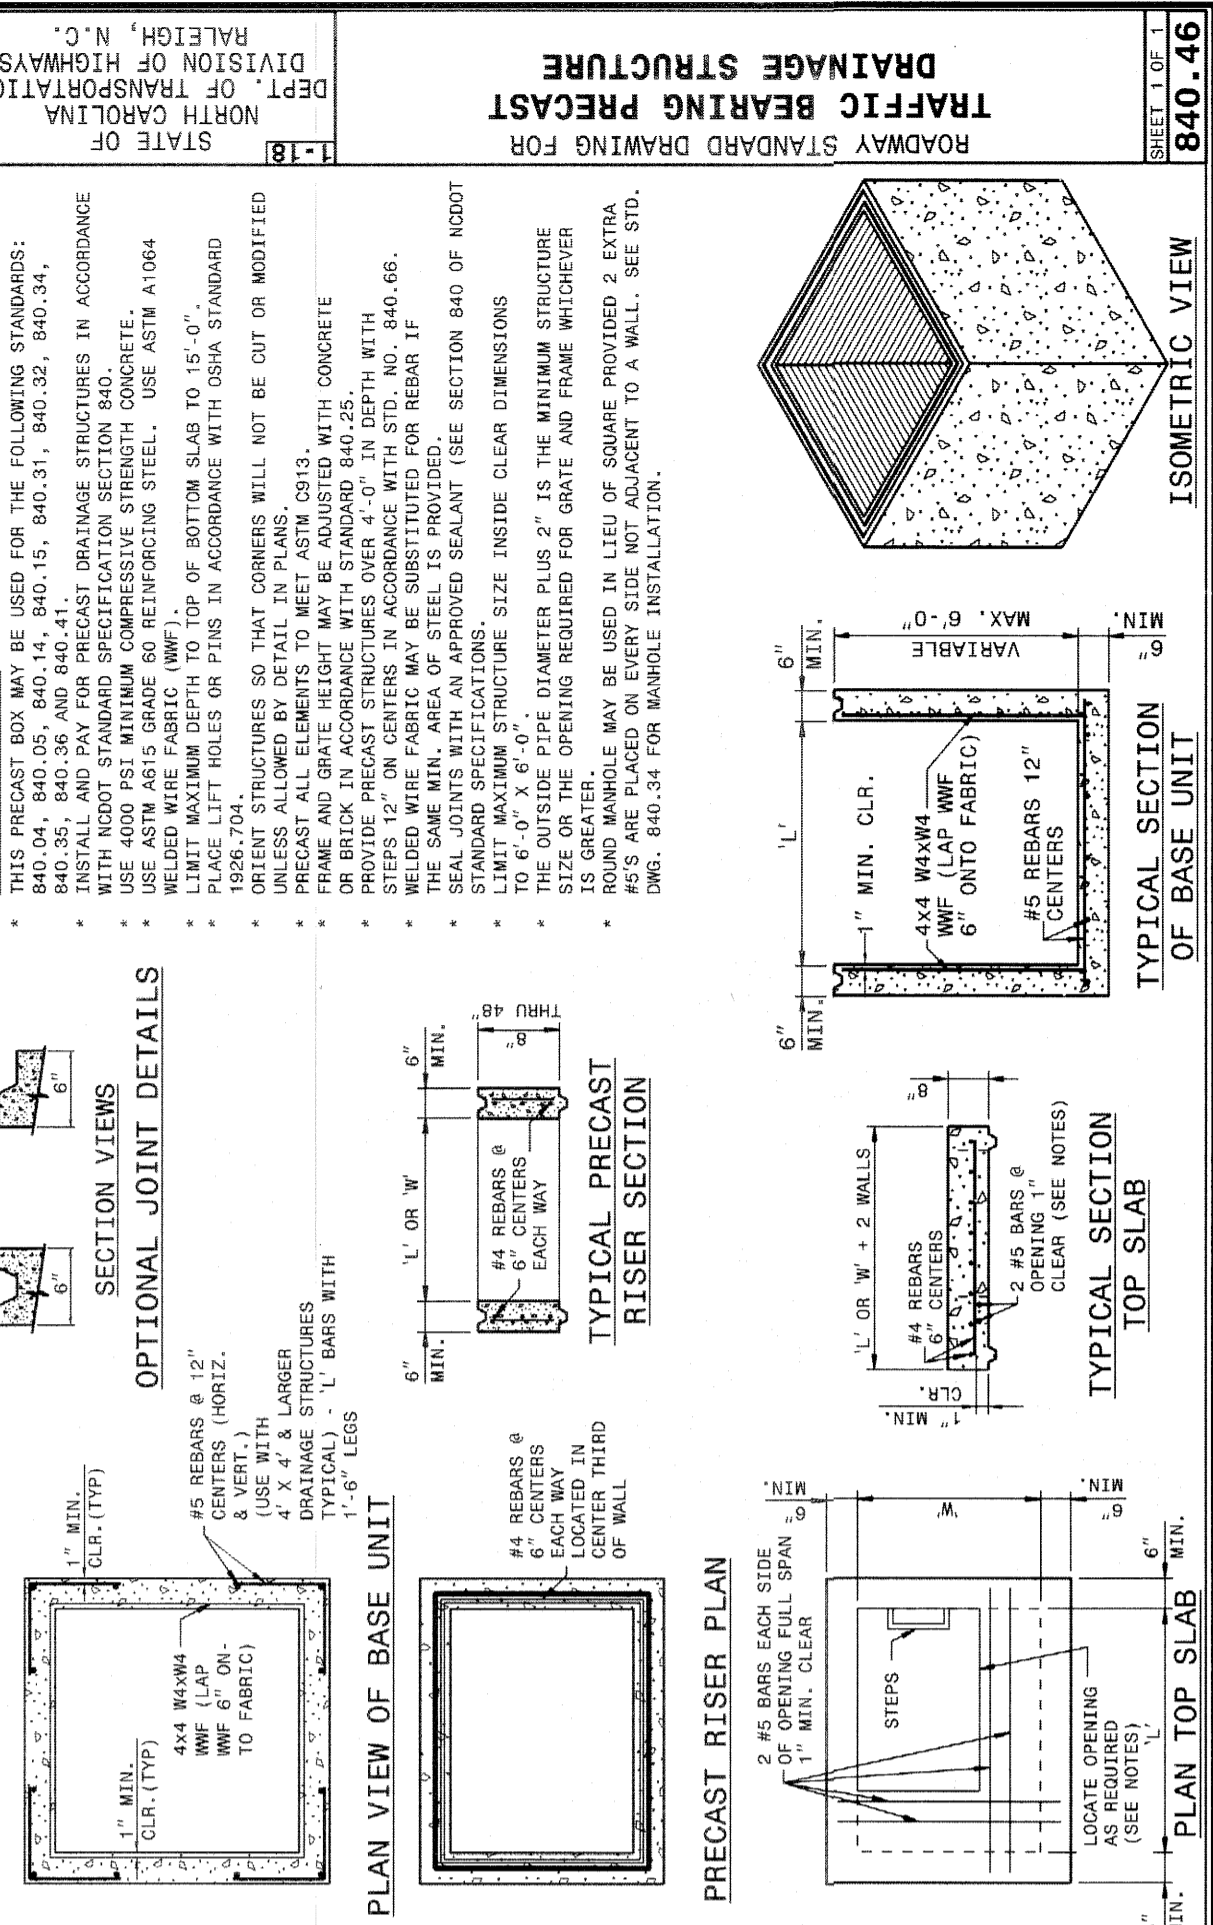 STATE OF
NORTH CAROLINA
DEPT. OF TRANSPORTATIO
DIVISION OF HIGHWAYS
RALEIGH, N.C.
1-18
ROADWAY STANDARD DRAWING FOR
TRAFFIC BEARING PRECAST
DRAINAGE STRUCTURE
SHEET 1 OF 1
840.46
* THIS PRECAST BOX MAY BE USED FOR THE FOLLOWING STANDARDS:
840.04, 840.05, 840.14, 840.15, 840.31, 840.32, 840.34,
840.35, 840.36 AND 840.41.
* INSTALL AND PAY FOR PRECAST DRAINAGE STRUCTURES IN ACCORDANCE
WITH NCDOT STANDARD SPECIFICATION SECTION 840.
* USE 4000 PSI MINIMUM COMPRESSIVE STRENGTH CONCRETE.
* USE ASTM A615 GRADE 60 REINFORCING STEEL. USE ASTM A1064
WELDED WIRE FABRIC (WWF).
* LIMIT MAXIMUM DEPTH TO TOP OF BOTTOM SLAB TO 15'-0".
* PLACE LIFT HOLES OR PINS IN ACCORDANCE WITH OSHA STANDARD
1926.704.
* ORIENT STRUCTURES SO THAT CORNERS WILL NOT BE CUT OR MODIFIED
UNLESS ALLOWED BY DETAIL IN PLANS.
* PRECAST ALL ELEMENTS TO MEET ASTM C913.
* FRAME AND GRATE HEIGHT MAY BE ADJUSTED WITH CONCRETE
OR BRICK IN ACCORDANCE WITH STANDARD 840.25.
* PROVIDE PRECAST STRUCTURES OVER 4'-0" IN DEPTH WITH
STEPS 12" ON CENTERS IN ACCORDANCE WITH STD. NO. 840.66.
* WELDED WIRE FABRIC MAY BE SUBSTITUTED FOR REBAR IF
THE SAME MIN. AREA OF STEEL IS PROVIDED.
* SEAL JOINTS WITH AN APPROVED SEALANT (SEE SECTION 840 OF NCDOT
STANDARD SPECIFICATIONS.
* LIMIT MAXIMUM STRUCTURE SIZE INSIDE CLEAR DIMENSIONS
TO 6'-0" X 6'-0".
* THE OUTSIDE PIPE DIAMETER PLUS 2" IS THE MINIMUM STRUCTURE
SIZE OR THE OPENING REQUIRED FOR GRATE AND FRAME WHICHEVER
IS GREATER.
* ROUND MANHOLE MAY BE USED IN LIEU OF SQUARE PROVIDED 2 EXTRA
#5'S ARE PLACED ON EVERY SIDE NOT ADJACENT TO A WALL. SEE STD.
DWG. 840.34 FOR MANHOLE INSTALLATION.
6"
6"
SECTION VIEWS
OPTIONAL JOINT DETAILS
1" MIN.
CLR.(TYP)
1" MIN.
CLR.(TYP)
4x4 W4xW4
WWF (LAP
WWF 6" ON-
TO FABRIC)
#5 REBARS @ 12"
CENTERS (HORIZ.
& VERT.)
(USE WITH
4' X 4' & LARGER
DRAINAGE STRUCTURES
TYPICAL) - 'L' BARS WITH
1'-6" LEGS
PLAN VIEW OF BASE UNIT
#4 REBARS @
6" CENTERS
EACH WAY
LOCATED IN
CENTER THIRD
OF WALL
PRECAST RISER PLAN
6"
MIN.
'L' OR 'W'
6"
MIN.
8"
THRU 48"
#4 REBARS @
6" CENTERS
EACH WAY
TYPICAL PRECAST
RISER SECTION
2 #5 BARS EACH SIDE
OF OPENING FULL SPAN
1" MIN. CLEAR
6"
MIN.
'W'
6"
MIN.
STEPS
LOCATE OPENING
AS REQUIRED
(SEE NOTES)
'L'
6"
MIN.
PLAN TOP SLAB
'L' OR 'W' + 2 WALLS
8"
1" MIN.
CLR.
#4 REBARS
6" CENTERS
2 #5 BARS @
OPENING 1"
CLEAR (SEE NOTES)
TYPICAL SECTION
TOP SLAB
6"
MIN.
'L'
6"
MIN.
1" MIN. CLR.
4x4 W4xW4
WWF (LAP WWF
6" ONTO FABRIC)
#5 REBARS 12"
CENTERS
VARIABLE
MAX. 6'-0"
6"
MIN.
TYPICAL SECTION
OF BASE UNIT
ISOMETRIC VIEW